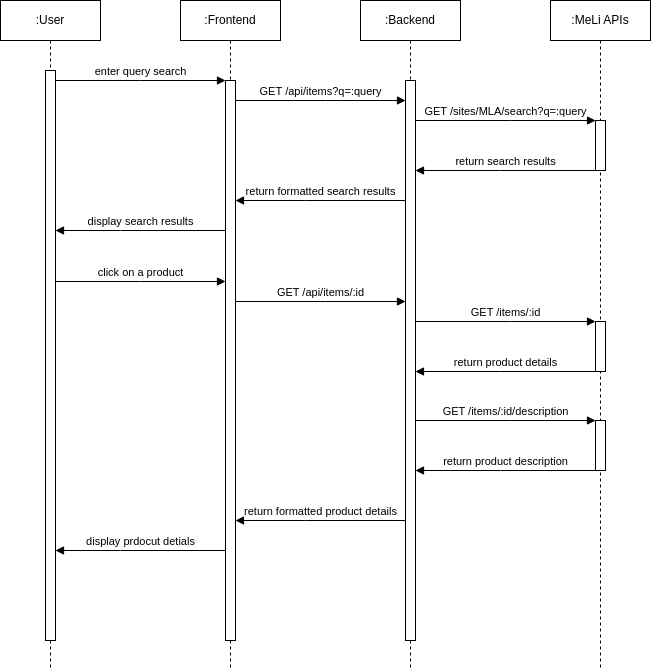 :User
:Frontend
:Backend
:MeLi APIs
enter query search
GET /api/items?q=:query
GET /sites/MLA/search?q=:query
return search results
return formatted search results
display search results
click on a product
GET /api/items/:id
GET /items/:id
return product details
GET /items/:id/description
return product description
return formatted product details
display prdocut detials